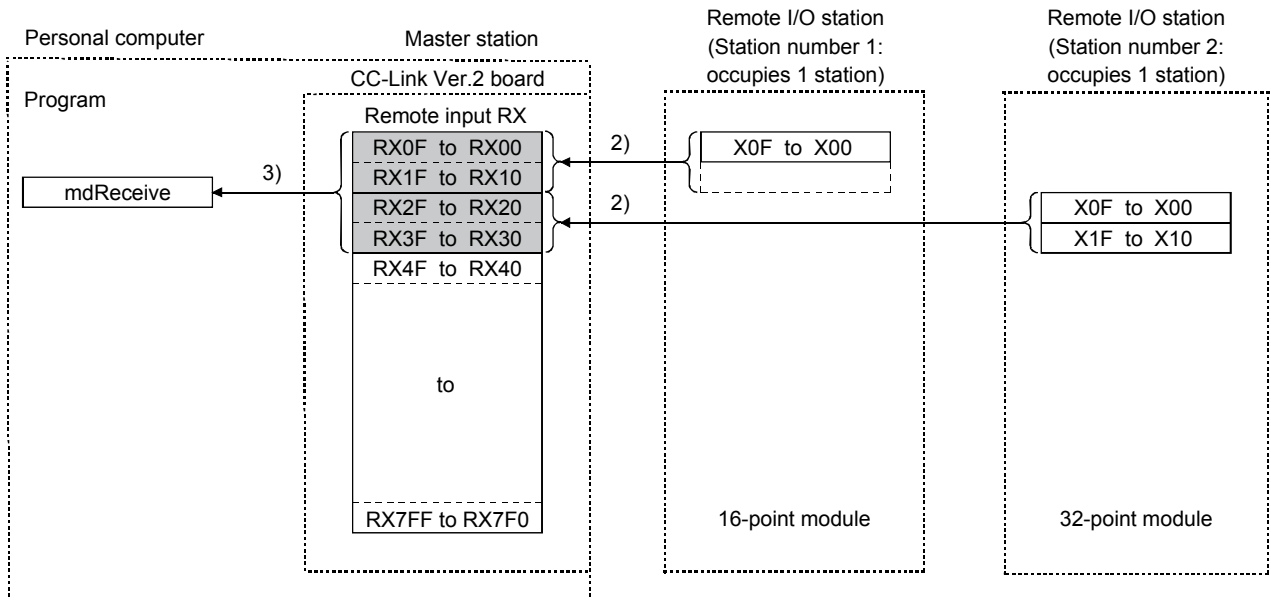 Personal computer
Master station
Remote I/O station
(Station number 1:
occupies 1 station)
Remote I/O station
(Station number 2:
occupies 1 station)
Program
CC-Link Ver.2 board
Remote input RX
RX0F to RX00
RX1F to RX10
RX2F to RX20
RX3F to RX30
RX4F to RX40
to
RX7FF to RX7F0
mdReceive
3)
2)
2)
X0F to X00
16-point module
X0F to X00
X1F to X10
32-point module